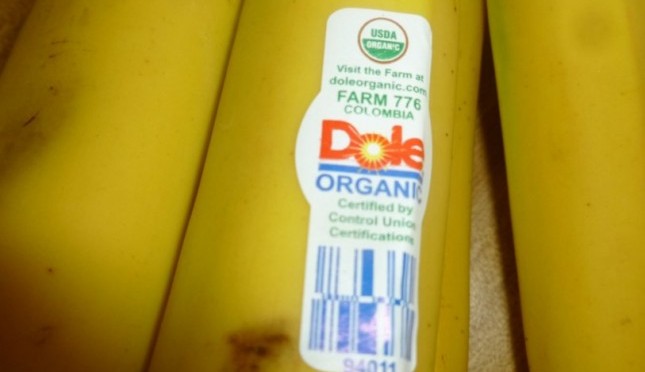 USDA
ORGANIC
Visit the Farm at
doleorganic.com
FARM 776
COLOMBIA
Dole
ORGANIC
Certified by
Control Union
Certifications
94011